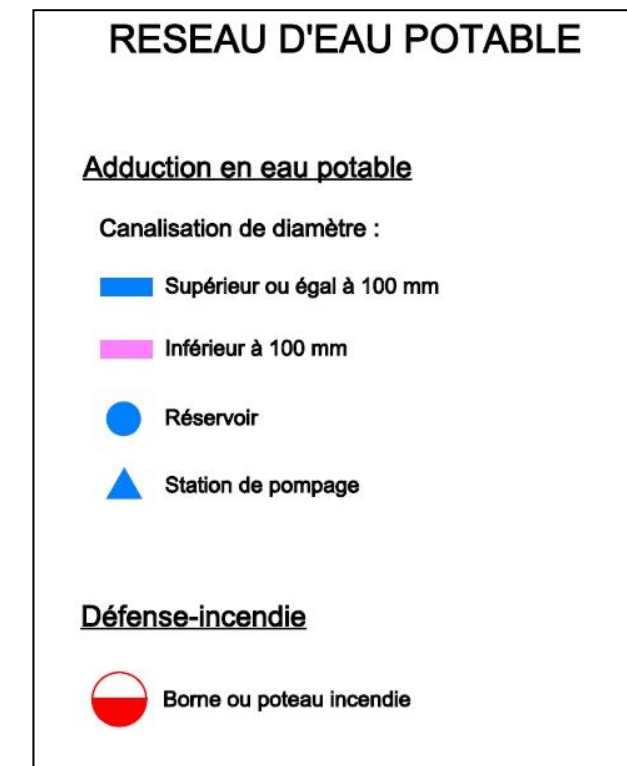 RESEAU D'EAU POTABLE
Adduction en eau potable
Canalisation de diamètre :
Supérieur ou égal à 100 mm
Inférieur à 100 mm
Réservoir
Station de pompage
Défense-incendie
Borne ou poteau incendie